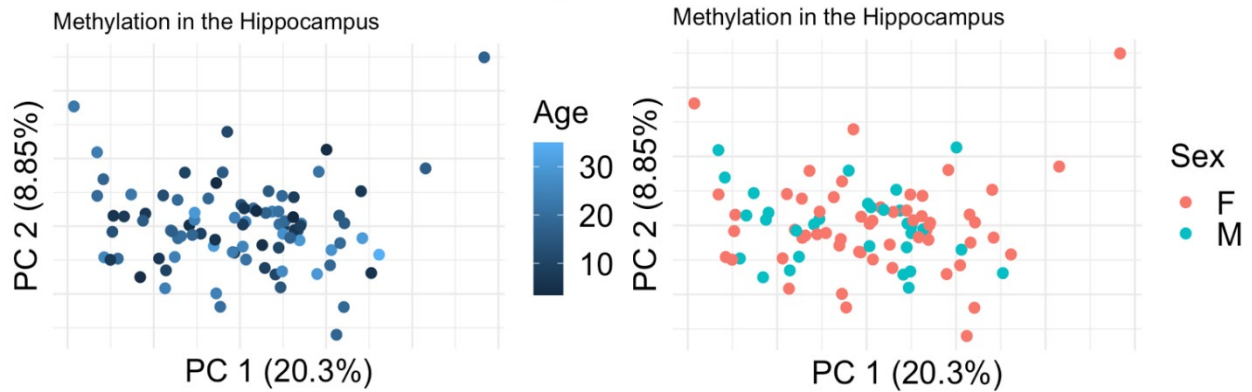 Methylation in the Hippocampus
PC 2 (8.85%)
PC 1 (20.3%)
Age
30
20
10
Methylation in the Hippocampus
PC 2 (8.85%)
PC 1 (20.3%)
Sex
F
M